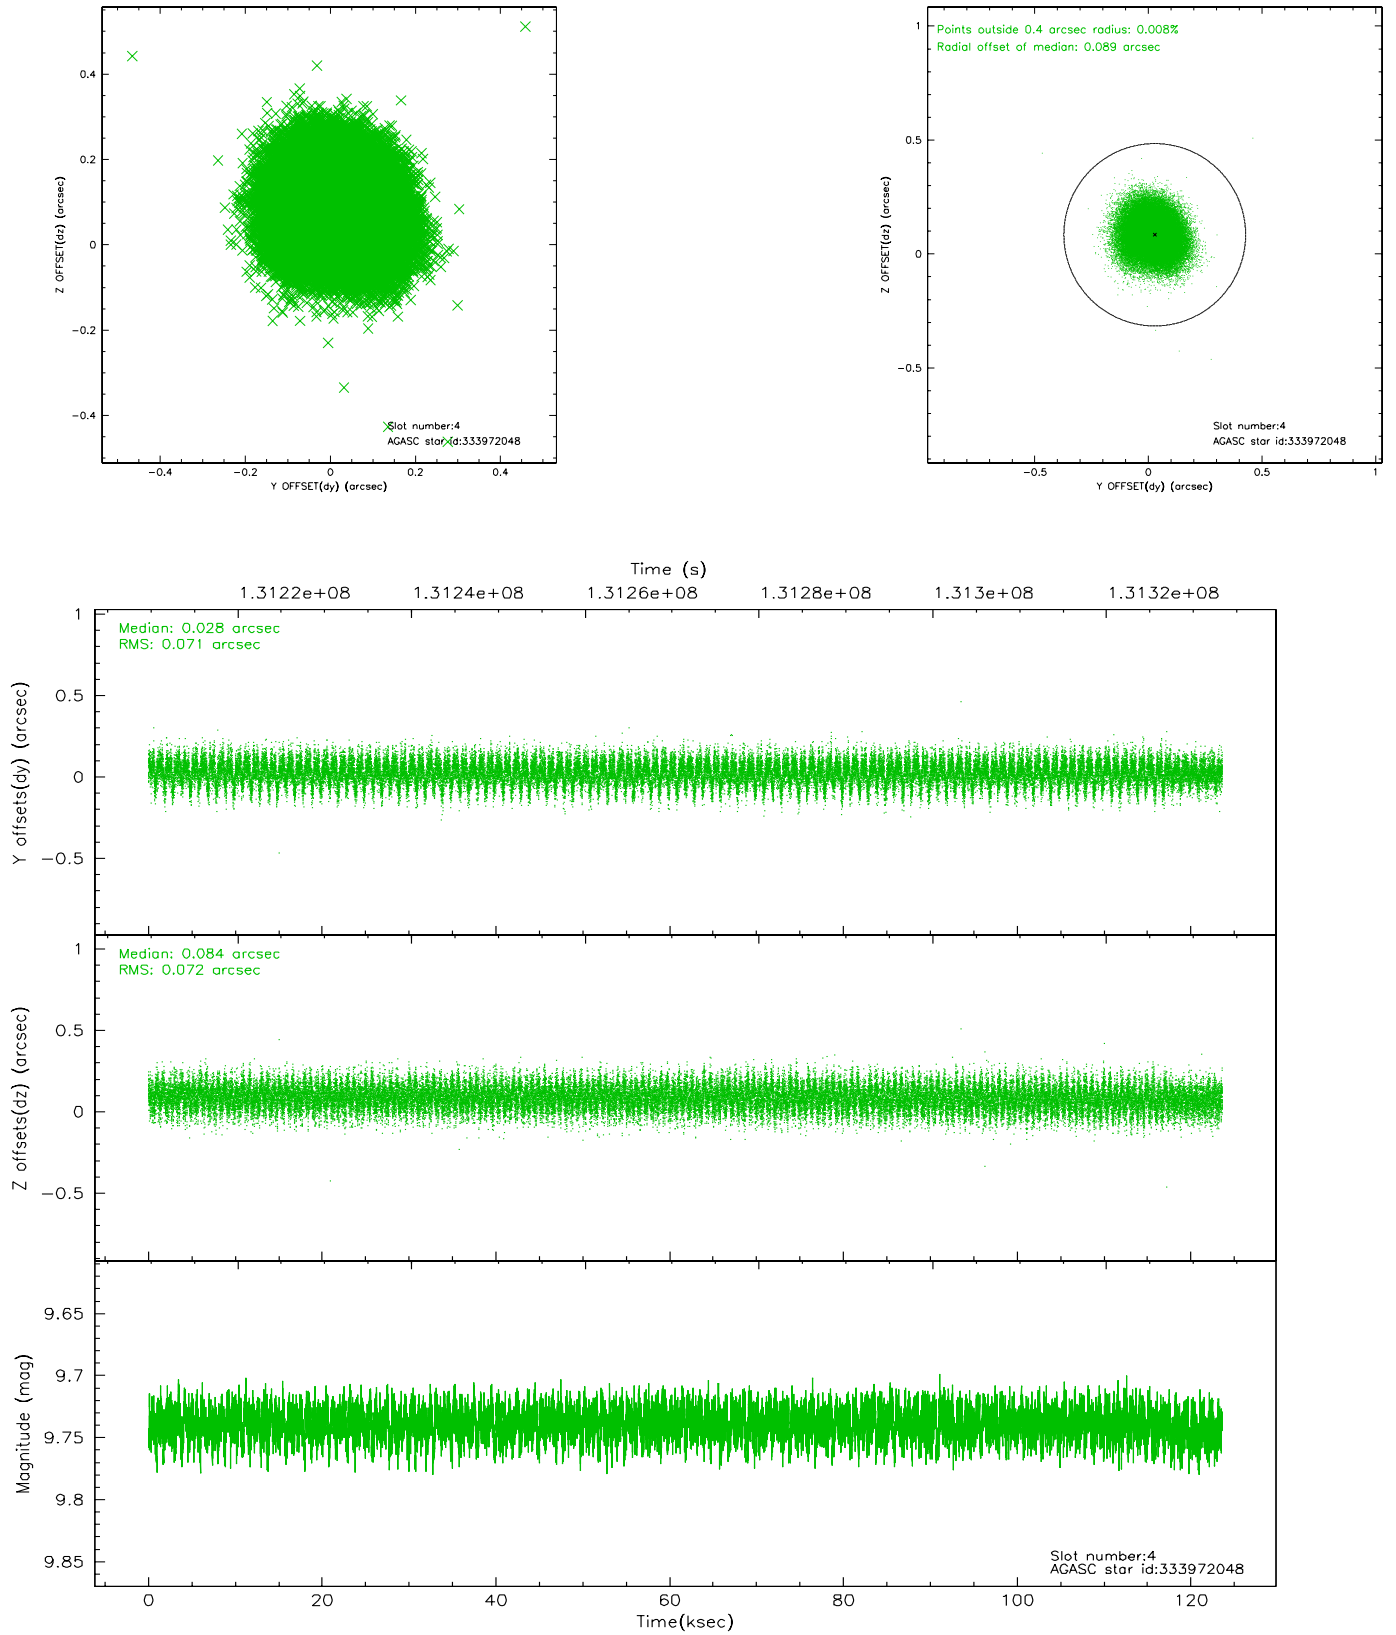 0.4
0.2
0
−0.2
−0.4
Z OFFSET(dz) (arcsec)
Slot number:4
AGASC star id:333972048
−0.4 −0.2 0 0.2 0.4
Y OFFSET(dy) (arcsec)
Points outside 0.4 arcsec radius: 0.008%
Radial offset of median: 0.089 arcsec
1
0.5
0
−0.5
Z OFFSET(dz) (arcsec)
Slot number:4
AGASC star id:333972048
−0.5 0 0.5 1
Y OFFSET(dy) (arcsec)
Time (s)
1.3122e+08 1.3124e+08 1.3126e+08 1.3128e+08 1.313e+08 1.3132e+08
Median: 0.028 arcsec
RMS: 0.071 arcsec
1
0.5
0
−0.5
Y offsets(dy) (arcsec)
Median: 0.084 arcsec
RMS: 0.072 arcsec
1
0.5
0
−0.5
Z offsets(dz) (arcsec)
9.65
9.7
9.75
9.8
9.85
Magnitude (mag)
Slot number:4
AGASC star id:333972048
0 20 40 60 80 100 120
Time(ksec)